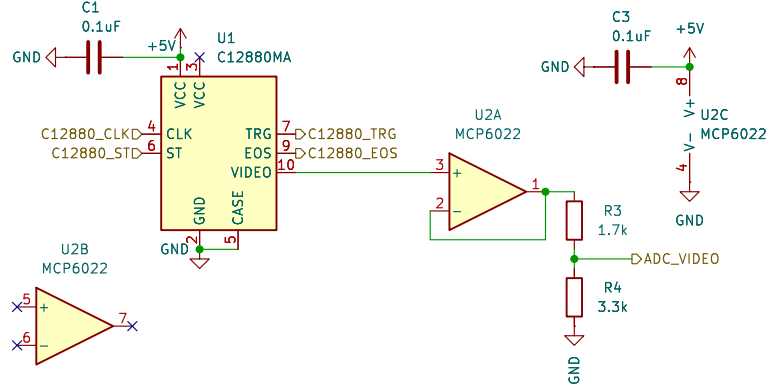 C1
0.1uF
GND
+5V
U1
C12880MA
1
3
VCC
VCC
C12880_CLK
4
CLK
C12880_ST
6
ST
TRG
7
C12880_TRG
EOS
9
C12880_EOS
VIDEO
10
GND
CASE
2
5
GND
U2A
MCP6022
3
+
2
−
1
R3
1.7k
ADC_VIDEO
R4
3.3k
GND
C3
0.1uF
GND
+5V
8
V+
U2C
MCP6022
V-
4
GND
U2B
MCP6022
5
+
6
−
7